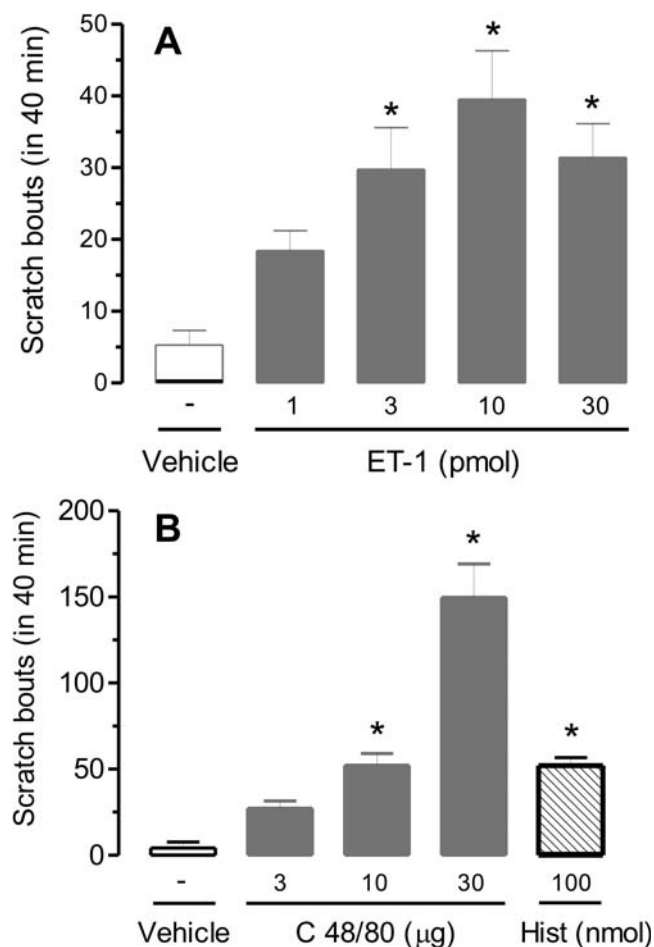 A
Scratch bouts (in 40 min)
50
40
30
20
10
0
*
*
*
- 1 3 10 30
Vehicle ET-1 (pmol)
B
Scratch bouts (in 40 min)
200
150
100
50
0
*
*
*
- 3 10 30 100
Vehicle C 48/80 (μg) Hist (nmol)